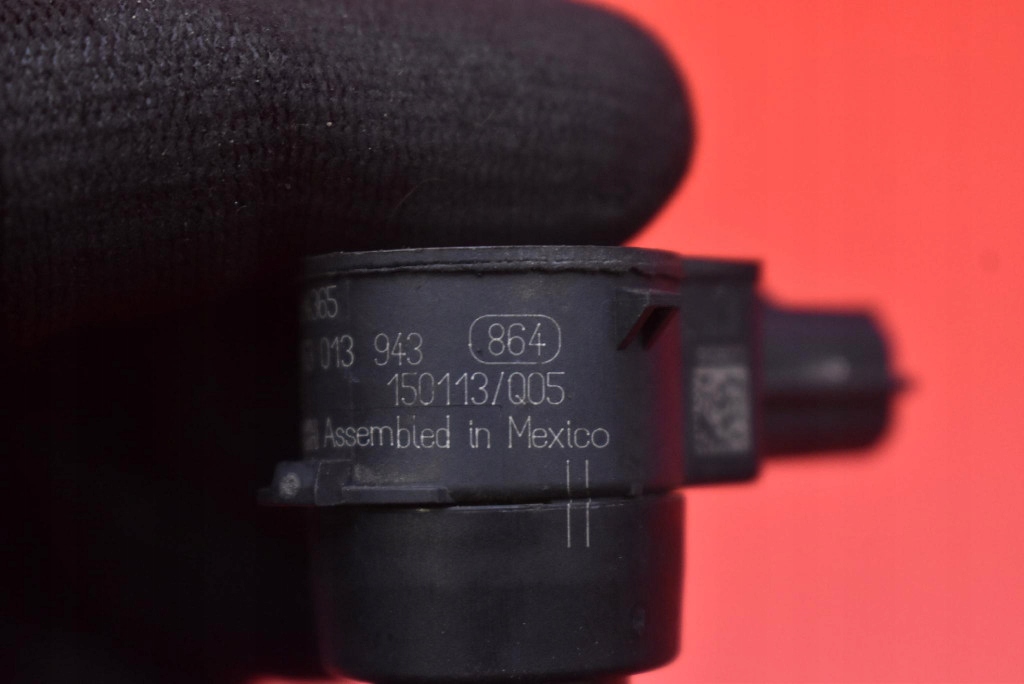 013 943 864
150113/Q05
Assembled in Mexico